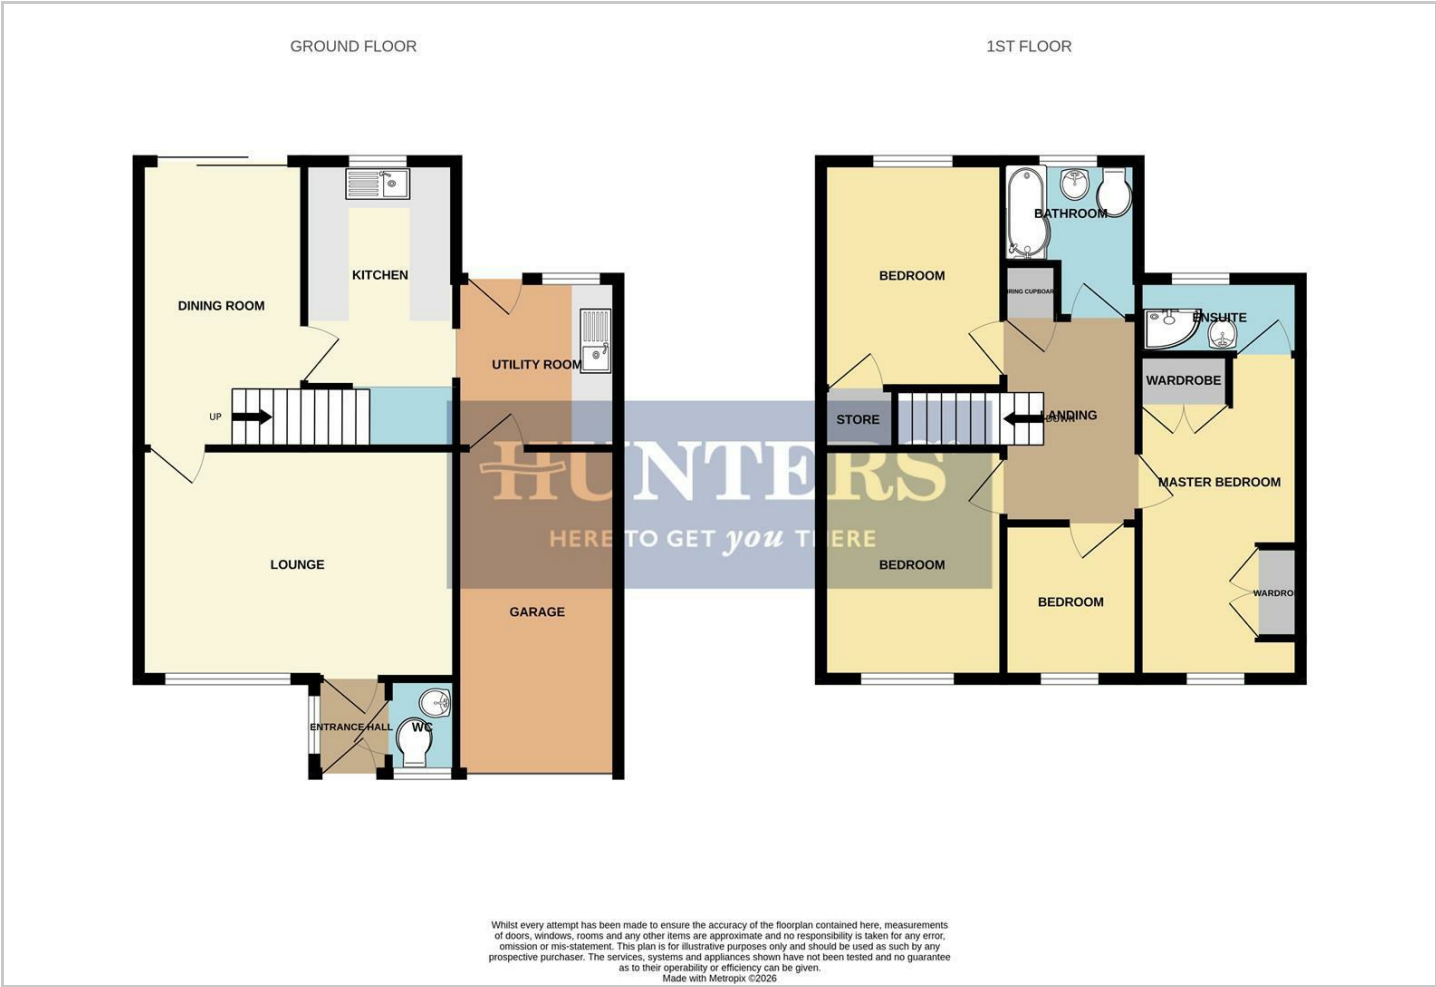 GROUND FLOOR
1ST FLOOR
BATHROOM
KITCHEN
BEDROOM
DINING ROOM
AIRING CUPBOARD
ENSUITE
UTILITY ROOM
WARDROBE
UP
STORE
LANDING
DOWN
HUNTERS
HERE TO GET you THERE
MASTER BEDROOM
LOUNGE
BEDROOM
WARDROBE
GARAGE
BEDROOM
ENTRANCE HALL
WC
Whilst every attempt has been made to ensure the accuracy of the floorplan contained here, measurements
of doors, windows, rooms and any other items are approximate and no responsibility is taken for any error,
omission or mis-statement. This plan is for illustrative purposes only and should be used as such by any
prospective purchaser. The services, systems and appliances shown have not been tested and no guarantee
as to their operability or efficiency can be given.
Made with Metropix ©2026